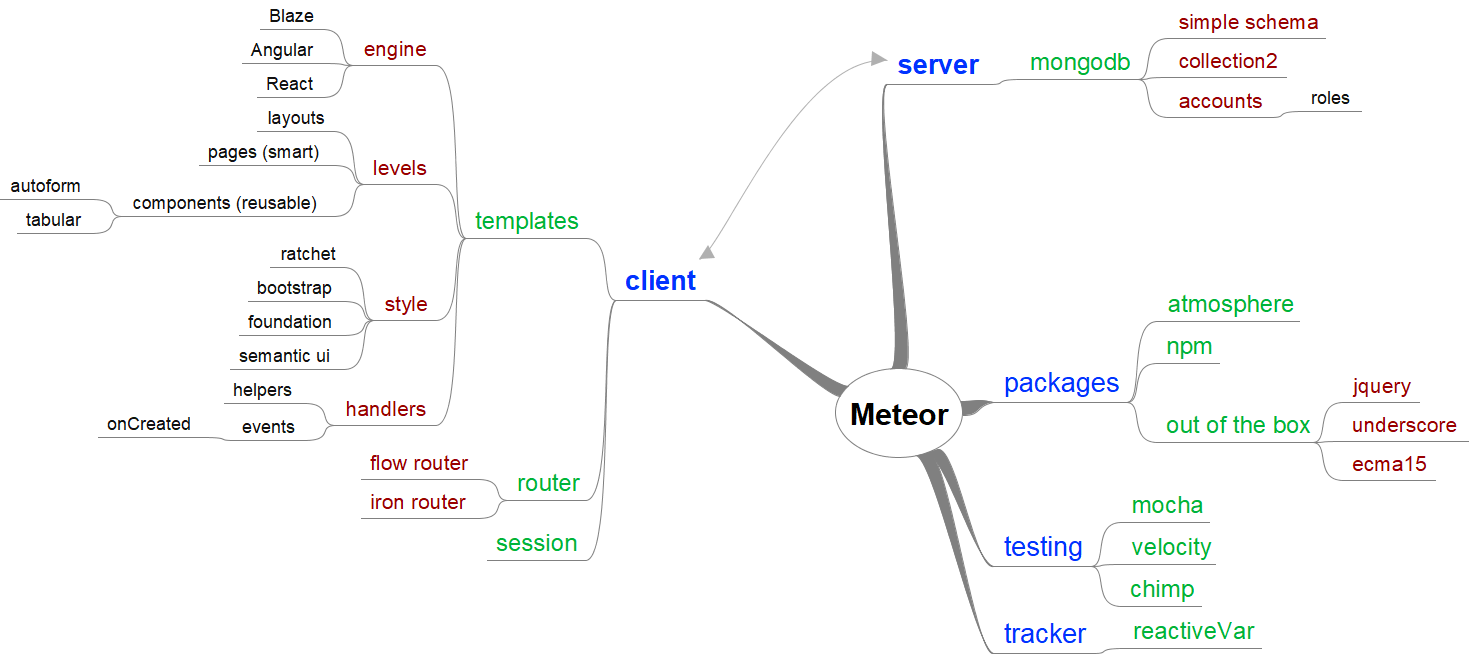 Meteor
client
templates
engine
Blaze
Angular
React
levels
layouts
pages (smart)
components (reusable)
autoform
tabular
style
ratchet
bootstrap
foundation
semantic ui
handlers
helpers
events
onCreated
router
flow router
iron router
session
server
mongodb
simple schema
collection2
accounts
roles
packages
atmosphere
npm
out of the box
jquery
underscore
ecma15
testing
mocha
velocity
chimp
tracker
reactiveVar